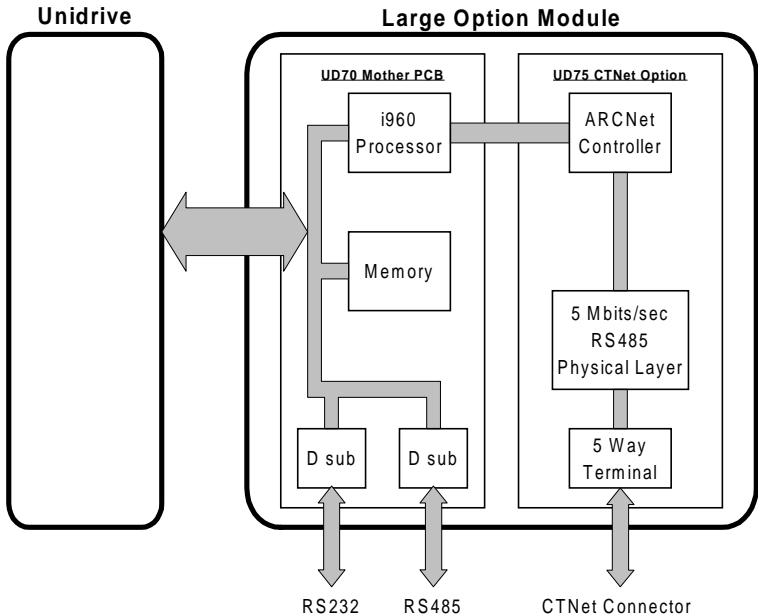 Unidrive
Large Option Module
UD70 Mother PCB
UD75 CTNet Option
i960
Processor
ARCNet
Controller
Memory
5 Mbits/sec
RS485
Physical Layer
D sub
D sub
5 Way
Terminal
RS232
RS485
CTNet Connector